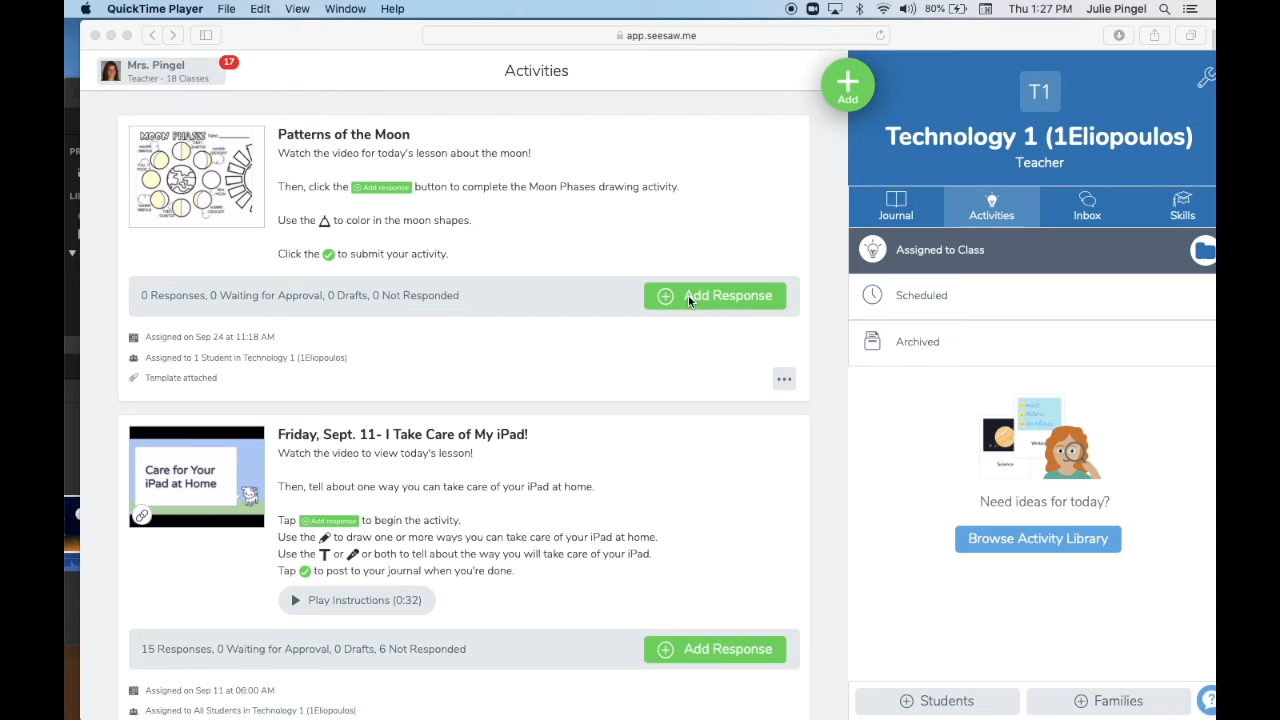 QuickTime Player File Edit View Window Help 80% Thu 1:27 PM Julie Pingel
app.seesaw.me
Mrs. Pingel
Teacher - 18 Classes
17
Activities
Add
T1
Technology 1 (1Eliopoulos)
Teacher
Journal
Activities
Inbox
Skills
Assigned to Class
Scheduled
Archived
Need ideas for today?
Browse Activity Library
Students
Families
MOON PHASES
Patterns of the Moon
Watch the video for today's lesson about the moon!
Then, click the Add response button to complete the Moon Phases drawing activity.
Use the to color in the moon shapes.
Click the to submit your activity.
0 Responses, 0 Waiting for Approval, 0 Drafts, 0 Not Responded
Add Response
Assigned on Sep 24 at 11:18 AM
Assigned to 1 Student in Technology 1 (1Eliopoulos)
Template attached
Care for Your
iPad at Home
Friday, Sept. 11- I Take Care of My iPad!
Watch the video to view today's lesson!
Then, tell about one way you can take care of your iPad at home.
Tap Add response to begin the activity.
Use the to draw one or more ways you can take care of your iPad at home.
Use the T or or both to tell about the way you will take care of your iPad.
Tap to post to your journal when you're done.
Play Instructions (0:32)
15 Responses, 0 Waiting for Approval, 0 Drafts, 6 Not Responded
Add Response
Assigned on Sep 11 at 06:00 AM
Assigned to All Students in Technology 1 (1Eliopoulos)